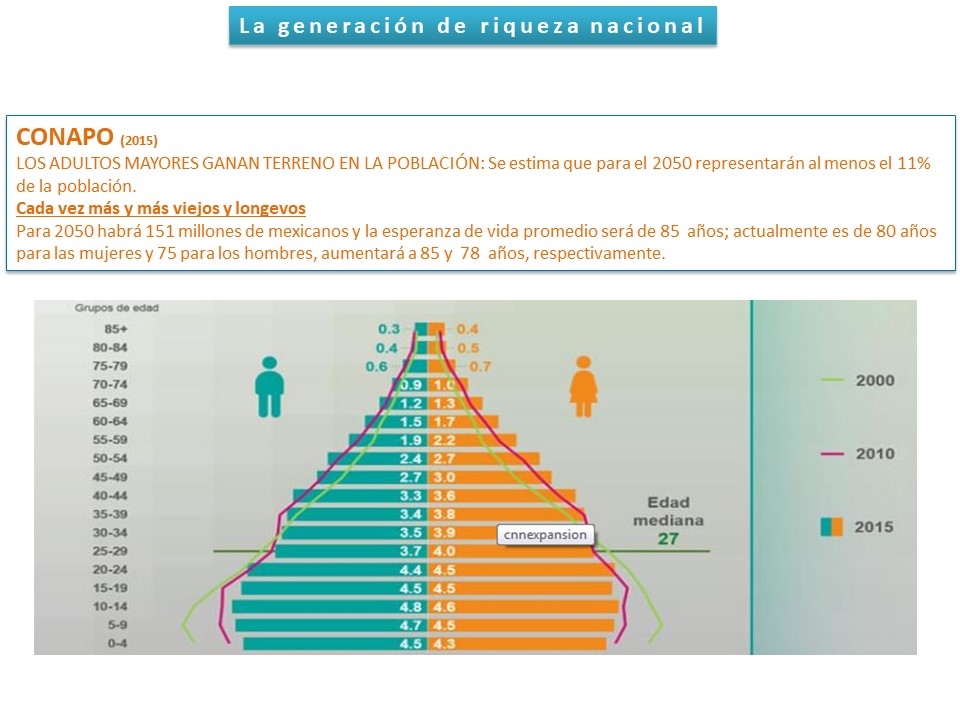 La generación de riqueza nacional
CONAPO (2015)
LOS ADULTOS MAYORES GANAN TERRENO EN LA POBLACIÓN: Se estima que para el 2050 representarán al menos el 11%
de la población.
Cada vez más y más viejos y longevos
Para 2050 habrá 151 millones de mexicanos y la esperanza de vida promedio será de 85 años; actualmente es de 80 años
para las mujeres y 75 para los hombres, aumentará a 85 y 78 años, respectivamente.
Grupos de edad
85+ 0.3 0.4
80-84 0.4 0.5
75-79 0.6 0.7
70-74 0.9 1.0
65-69 1.2 1.3
60-64 1.5 1.7
55-59 1.9 2.2
50-54 2.4 2.7
45-49 2.7 3.0
40-44 3.3 3.6
35-39 3.4 3.8
30-34 3.5 3.9
25-29 3.7 4.0
20-24 4.4 4.5
15-19 4.5 4.5
10-14 4.8 4.6
5-9 4.7 4.5
0-4 4.5 4.3
cnnexpansion
Edad
mediana
27
2000
2010
2015